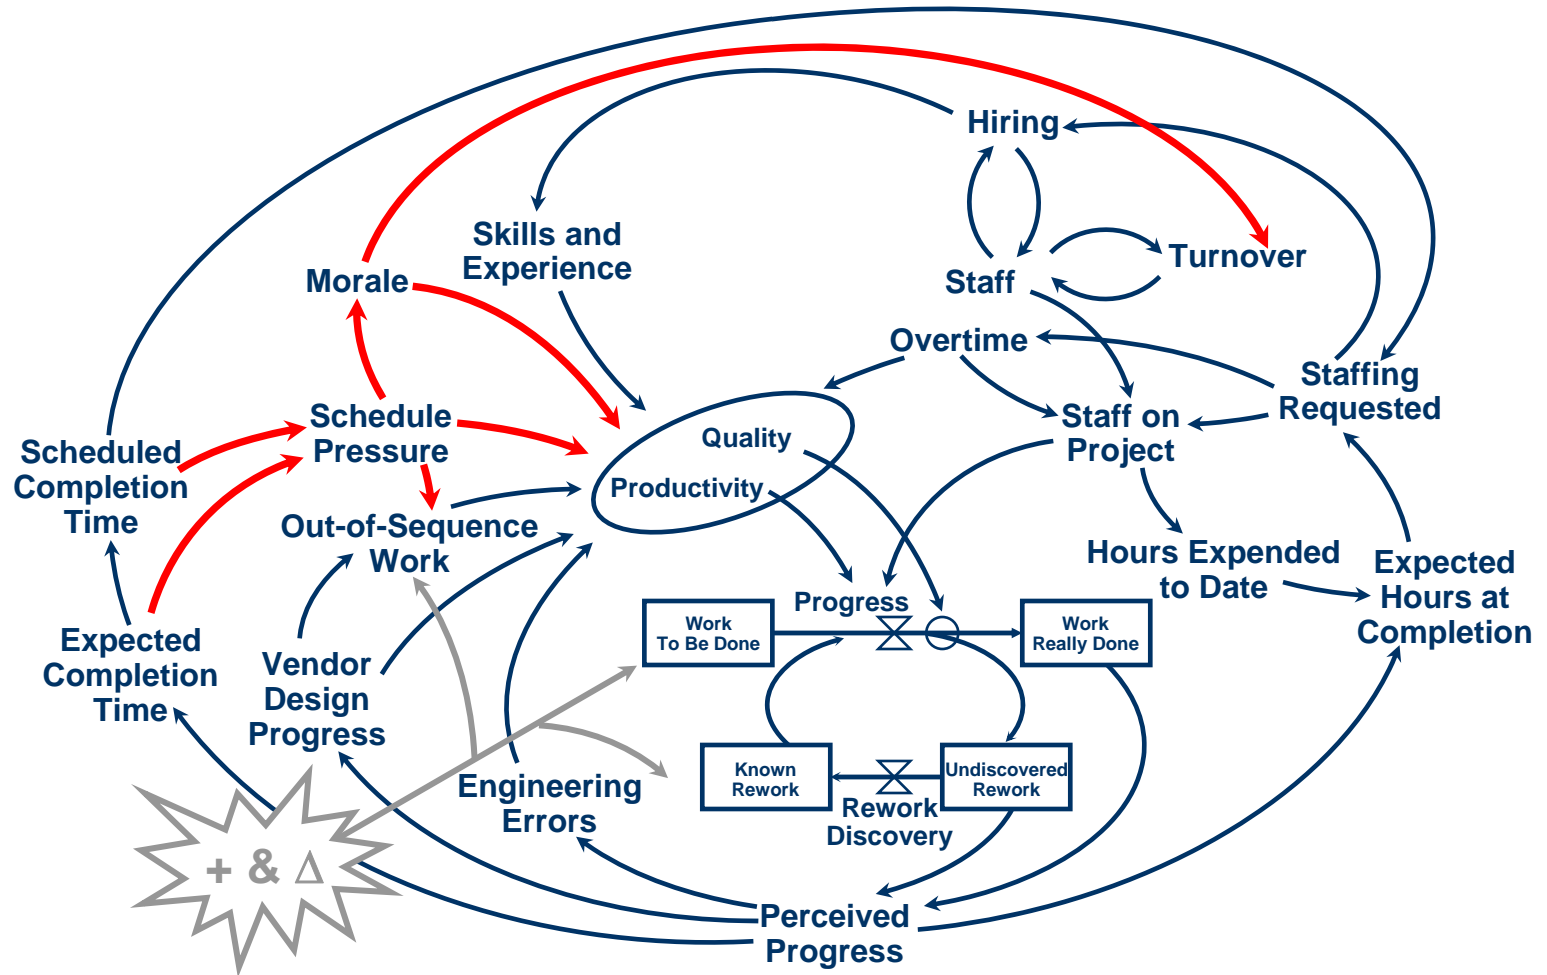 Hiring
Skills and
Experience
Morale
Staff
Turnover
Overtime
Staffing
Requested
Schedule
Pressure
Staff on
Project
Scheduled
Completion
Time
Quality
Productivity
Out-of-Sequence
Work
Hours Expended
to Date
Expected
Hours at
Completion
Progress
Work
To Be Done
Work
Really Done
Expected
Completion
Time
Vendor
Design
Progress
Known
Rework
Undiscovered
Rework
Rework
Discovery
Engineering
Errors
+ & Δ
Perceived
Progress